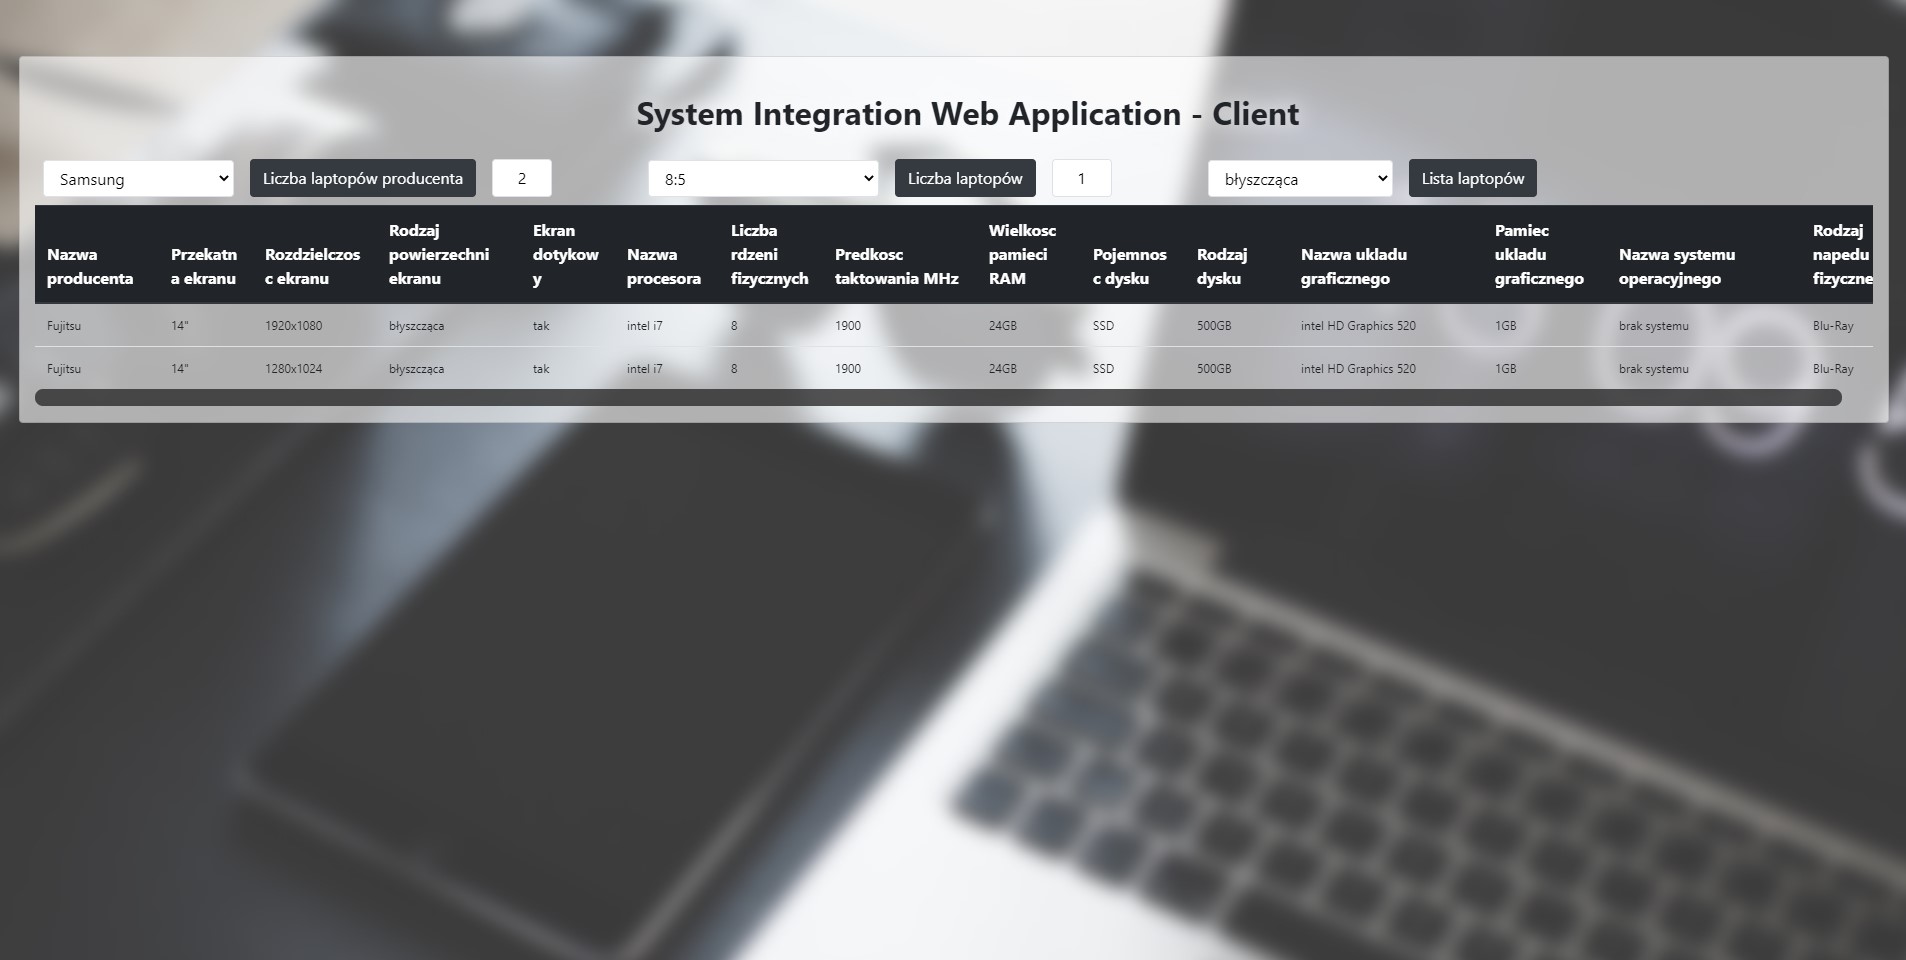 System Integration Web Application - Client
Samsung Liczba laptopów producenta 2 8:5 Liczba laptopów 1 błyszcząca Lista laptopów
Nazwa producenta Przekatna ekranu Rozdzielczosc ekranu Rodzaj powierzechni ekranu Ekran dotykowy Nazwa procesora Liczba rdzeni fizycznych Predkosc taktowania MHz Wielkosc pamieci RAM Pojemnosc dysku Rodzaj dysku Nazwa ukladu graficznego Pamiec ukladu graficznego Nazwa systemu operacyjnego Rodzaj napedu fizyczne
Fujitsu 14" 1920x1080 błyszcząca tak intel i7 8 1900 24GB SSD 500GB intel HD Graphics 520 1GB brak systemu Blu-Ray
Fujitsu 14" 1280x1024 błyszcząca tak intel i7 8 1900 24GB SSD 500GB intel HD Graphics 520 1GB brak systemu Blu-Ray